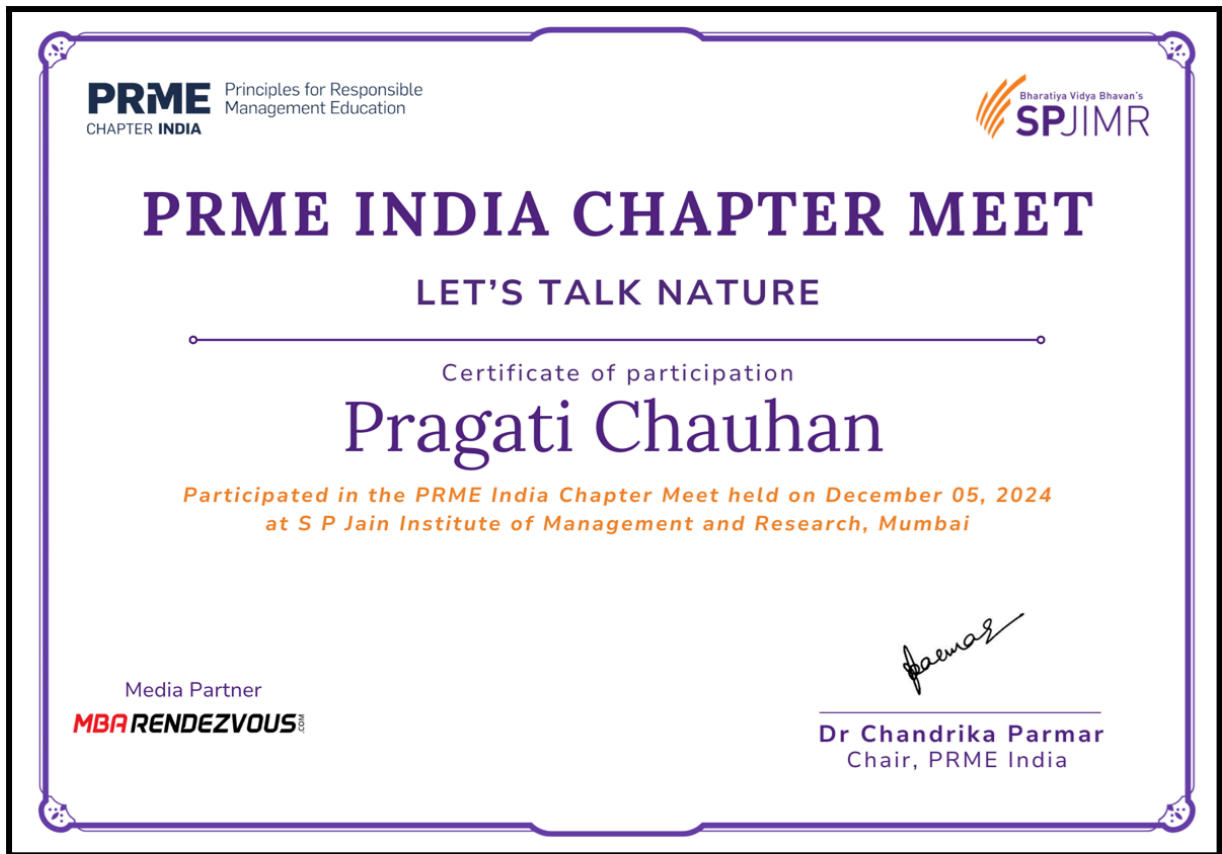 PRME
CHAPTER INDIA
Principles for Responsible
Management Education
Bharatiya Vidya Bhavan's
SPJIMR
PRME INDIA CHAPTER MEET
LET'S TALK NATURE
Certificate of participation
Pragati Chauhan
Participated in the PRME India Chapter Meet held on December 05, 2024
at S P Jain Institute of Management and Research, Mumbai
Media Partner
MBA RENDEZVOUS.COM
Dr Chandrika Parmar
Chair, PRME India